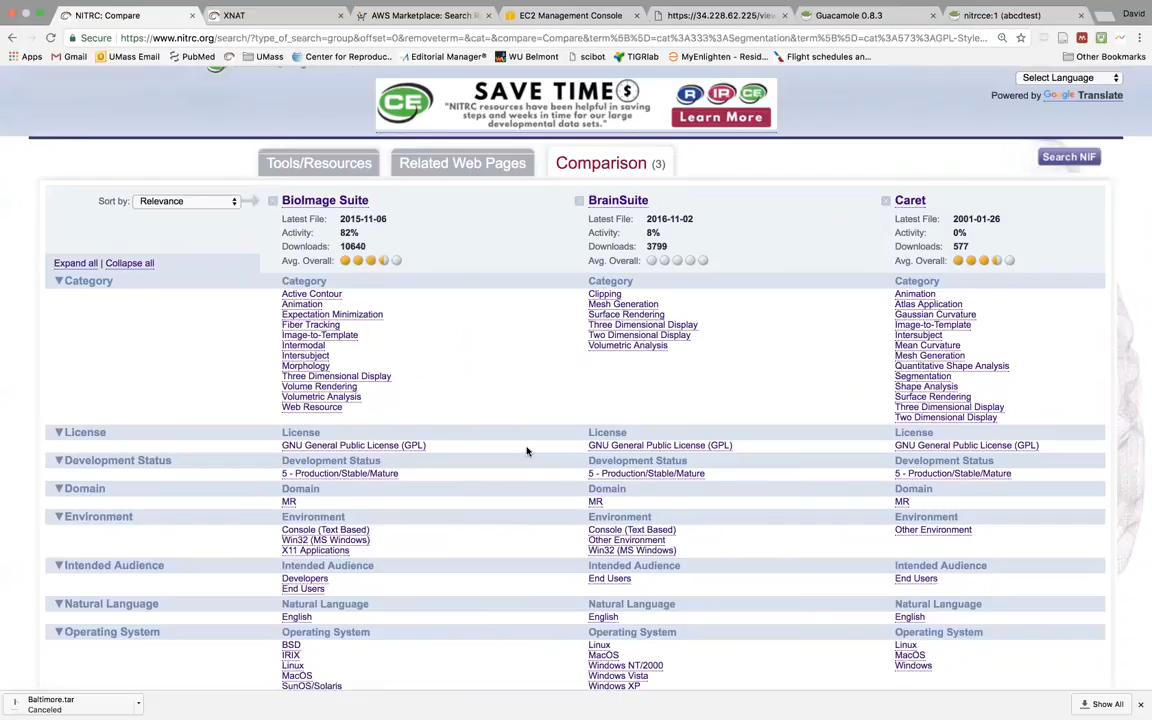 NITRC: Compare
XNAT
AWS Marketplace: Search R
EC2 Management Console
https://34.228.62.225/view
Guacamole 0.8.3
nitrcce:1 (abcdtest)
David
Secure
https://www.nitrc.org/search/?type_of_search=group&offset=0&removeterm=&cat=&compare=Compare&term%5B%5D=cat%3A333%3ASegmentation&term%5B%5D=cat%3A573%3AGPL-Style...
Apps
Gmail
UMass Email
PubMed
UMass
Center for Reproduc..
Editorial Manager®
WU Belmont
scibot
TIGRlab
MyEnlighten - Resid...
Flight schedules an...
Other Bookmarks
CE
SAVE TIME
"NITRC resources have been helpful in saving
steps and weeks in time for our large
developmental data sets."
R IR CE
Learn More
Select Language
Powered by Google Translate
Tools/Resources
Related Web Pages
Comparison (3)
Search NIF
Sort by: Relevance
BioImage Suite
BrainSuite
Caret
Latest File: 2015-11-06
Latest File: 2016-11-02
Latest File: 2001-01-26
Activity: 82%
Activity: 8%
Activity: 0%
Downloads: 10640
Downloads: 3799
Downloads: 577
Avg. Overall:
Avg. Overall:
Avg. Overall:
Expand all | Collapse all
Category
Category
Active Contour
Animation
Expectation Minimization
Fiber Tracking
Image-to-Template
Intermodal
Intersubject
Morphology
Three Dimensional Display
Volume Rendering
Volumetric Analysis
Web Resource
Category
Clipping
Mesh Generation
Surface Rendering
Three Dimensional Display
Two Dimensional Display
Volumetric Analysis
Category
Animation
Atlas Application
Gaussian Curvature
Image-to-Template
Intersubject
Mean Curvature
Mesh Generation
Quantitative Shape Analysis
Segmentation
Shape Analysis
Surface Rendering
Three Dimensional Display
Two Dimensional Display
License
License
License
License
GNU General Public License (GPL)
GNU General Public License (GPL)
GNU General Public License (GPL)
Development Status
Development Status
Development Status
Development Status
5 - Production/Stable/Mature
5 - Production/Stable/Mature
5 - Production/Stable/Mature
Domain
Domain
Domain
Domain
MR
MR
MR
Environment
Environment
Console (Text Based)
Win32 (MS Windows)
X11 Applications
Environment
Console (Text Based)
Other Environment
Win32 (MS Windows)
Environment
Other Environment
Intended Audience
Intended Audience
Developers
End Users
Intended Audience
End Users
Intended Audience
End Users
Natural Language
Natural Language
Natural Language
Natural Language
English
English
English
Operating System
Operating System
BSD
IRIX
Linux
MacOS
SunOS/Solaris
Operating System
Linux
MacOS
Windows NT/2000
Windows Vista
Windows XP
Operating System
Linux
MacOS
Windows
Baltimore.tar
Canceled
Show All